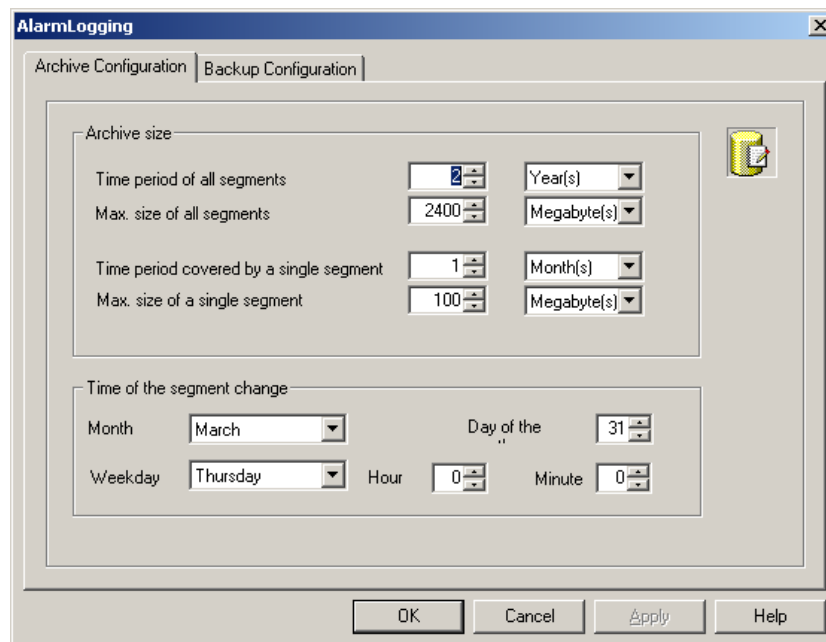 AlarmLogging
Archive Configuration Backup Configuration
Archive size
Time period of all segments 2 Year(s)
Max. size of all segments 2400 Megabyte(s)
Time period covered by a single segment 1 Month(s)
Max. size of a single segment 100 Megabyte(s)
Time of the segment change
Month March Day of the 31
Weekday Thursday Hour 0 Minute 0
OK Cancel Apply Help